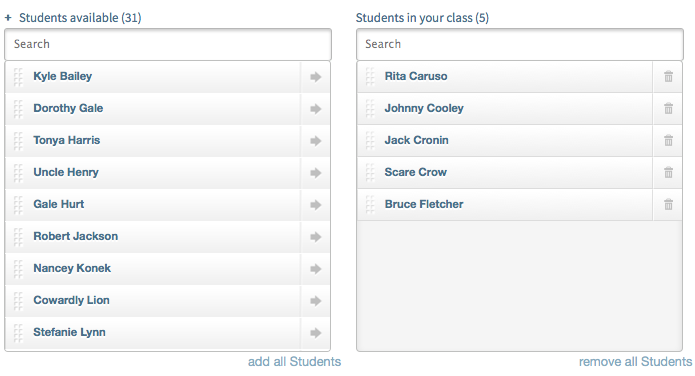 + Students available (31)
Search
Kyle Bailey
Dorothy Gale
Tonya Harris
Uncle Henry
Gale Hurt
Robert Jackson
Nancey Konek
Cowardly Lion
Stefanie Lynn
add all Students
Students in your class (5)
Search
Rita Caruso
Johnny Cooley
Jack Cronin
Scare Crow
Bruce Fletcher
remove all Students